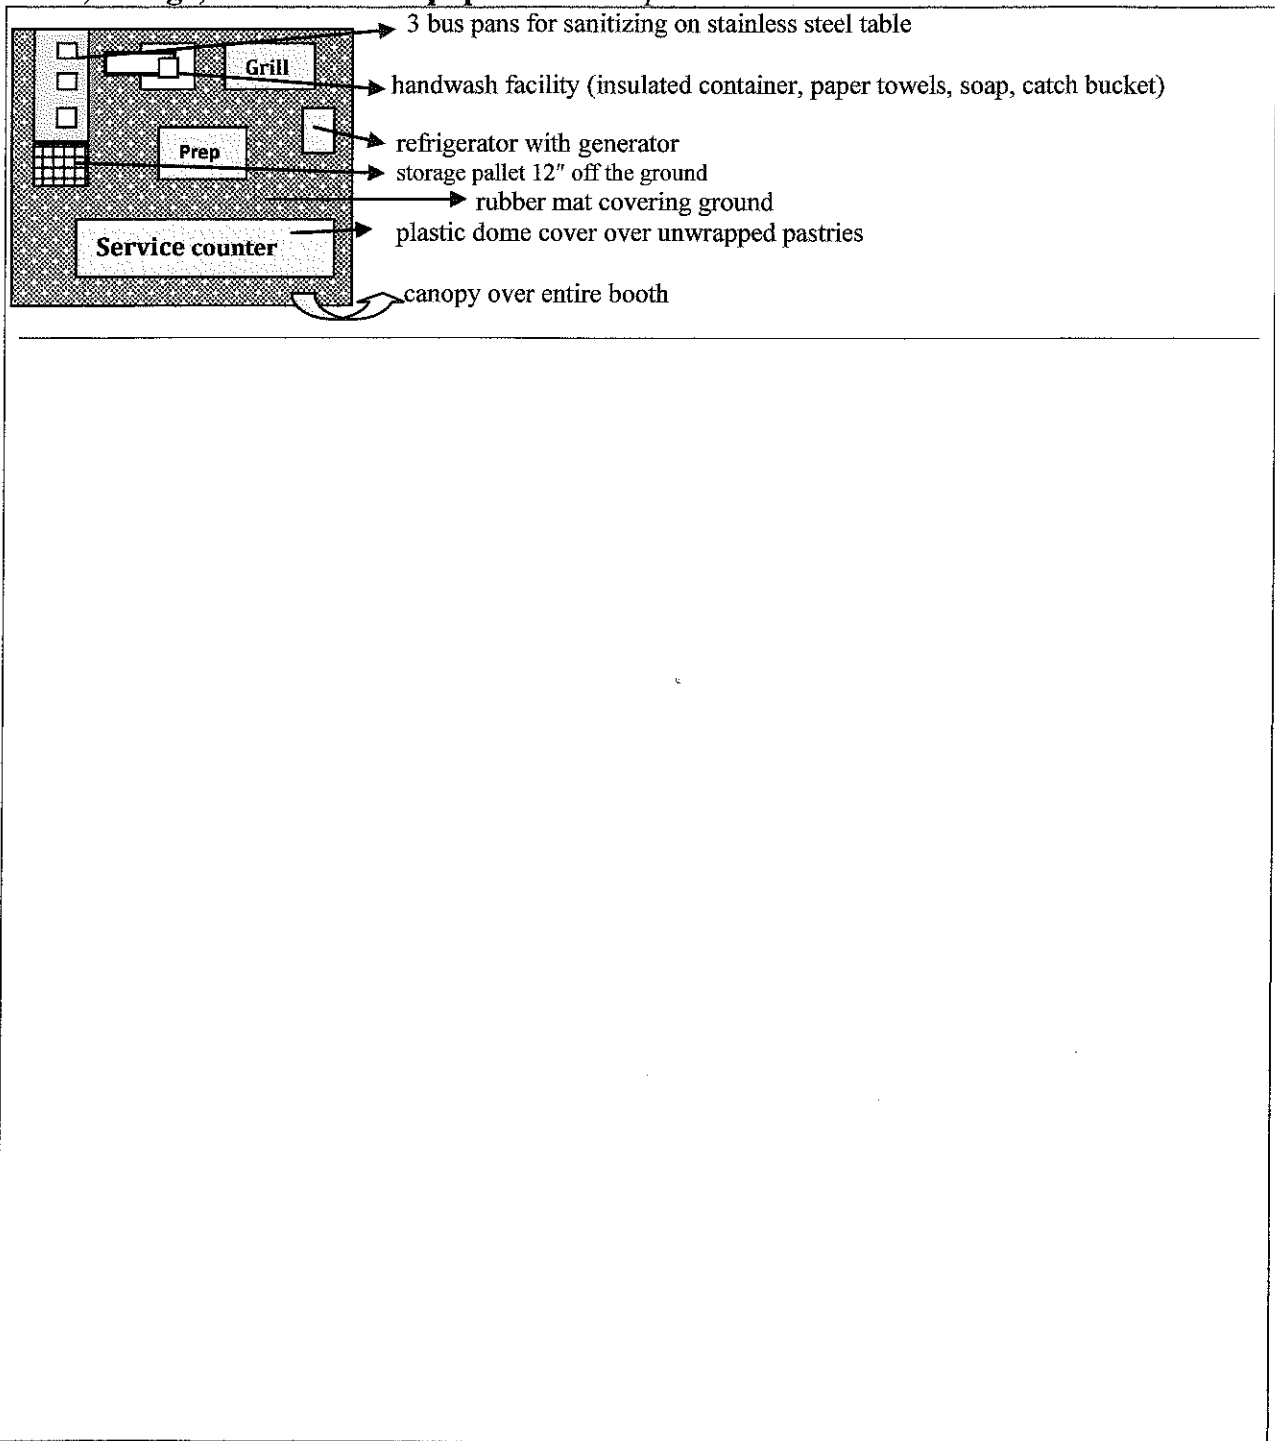 3 bus pans for sanitizing on stainless steel table
Grill
handwash facility (insulated container, paper towels, soap, catch bucket)
refrigerator with generator
Prep
storage pallet 12" off the ground
rubber mat covering ground
plastic dome cover over unwrapped pastries
Service counter
canopy over entire booth